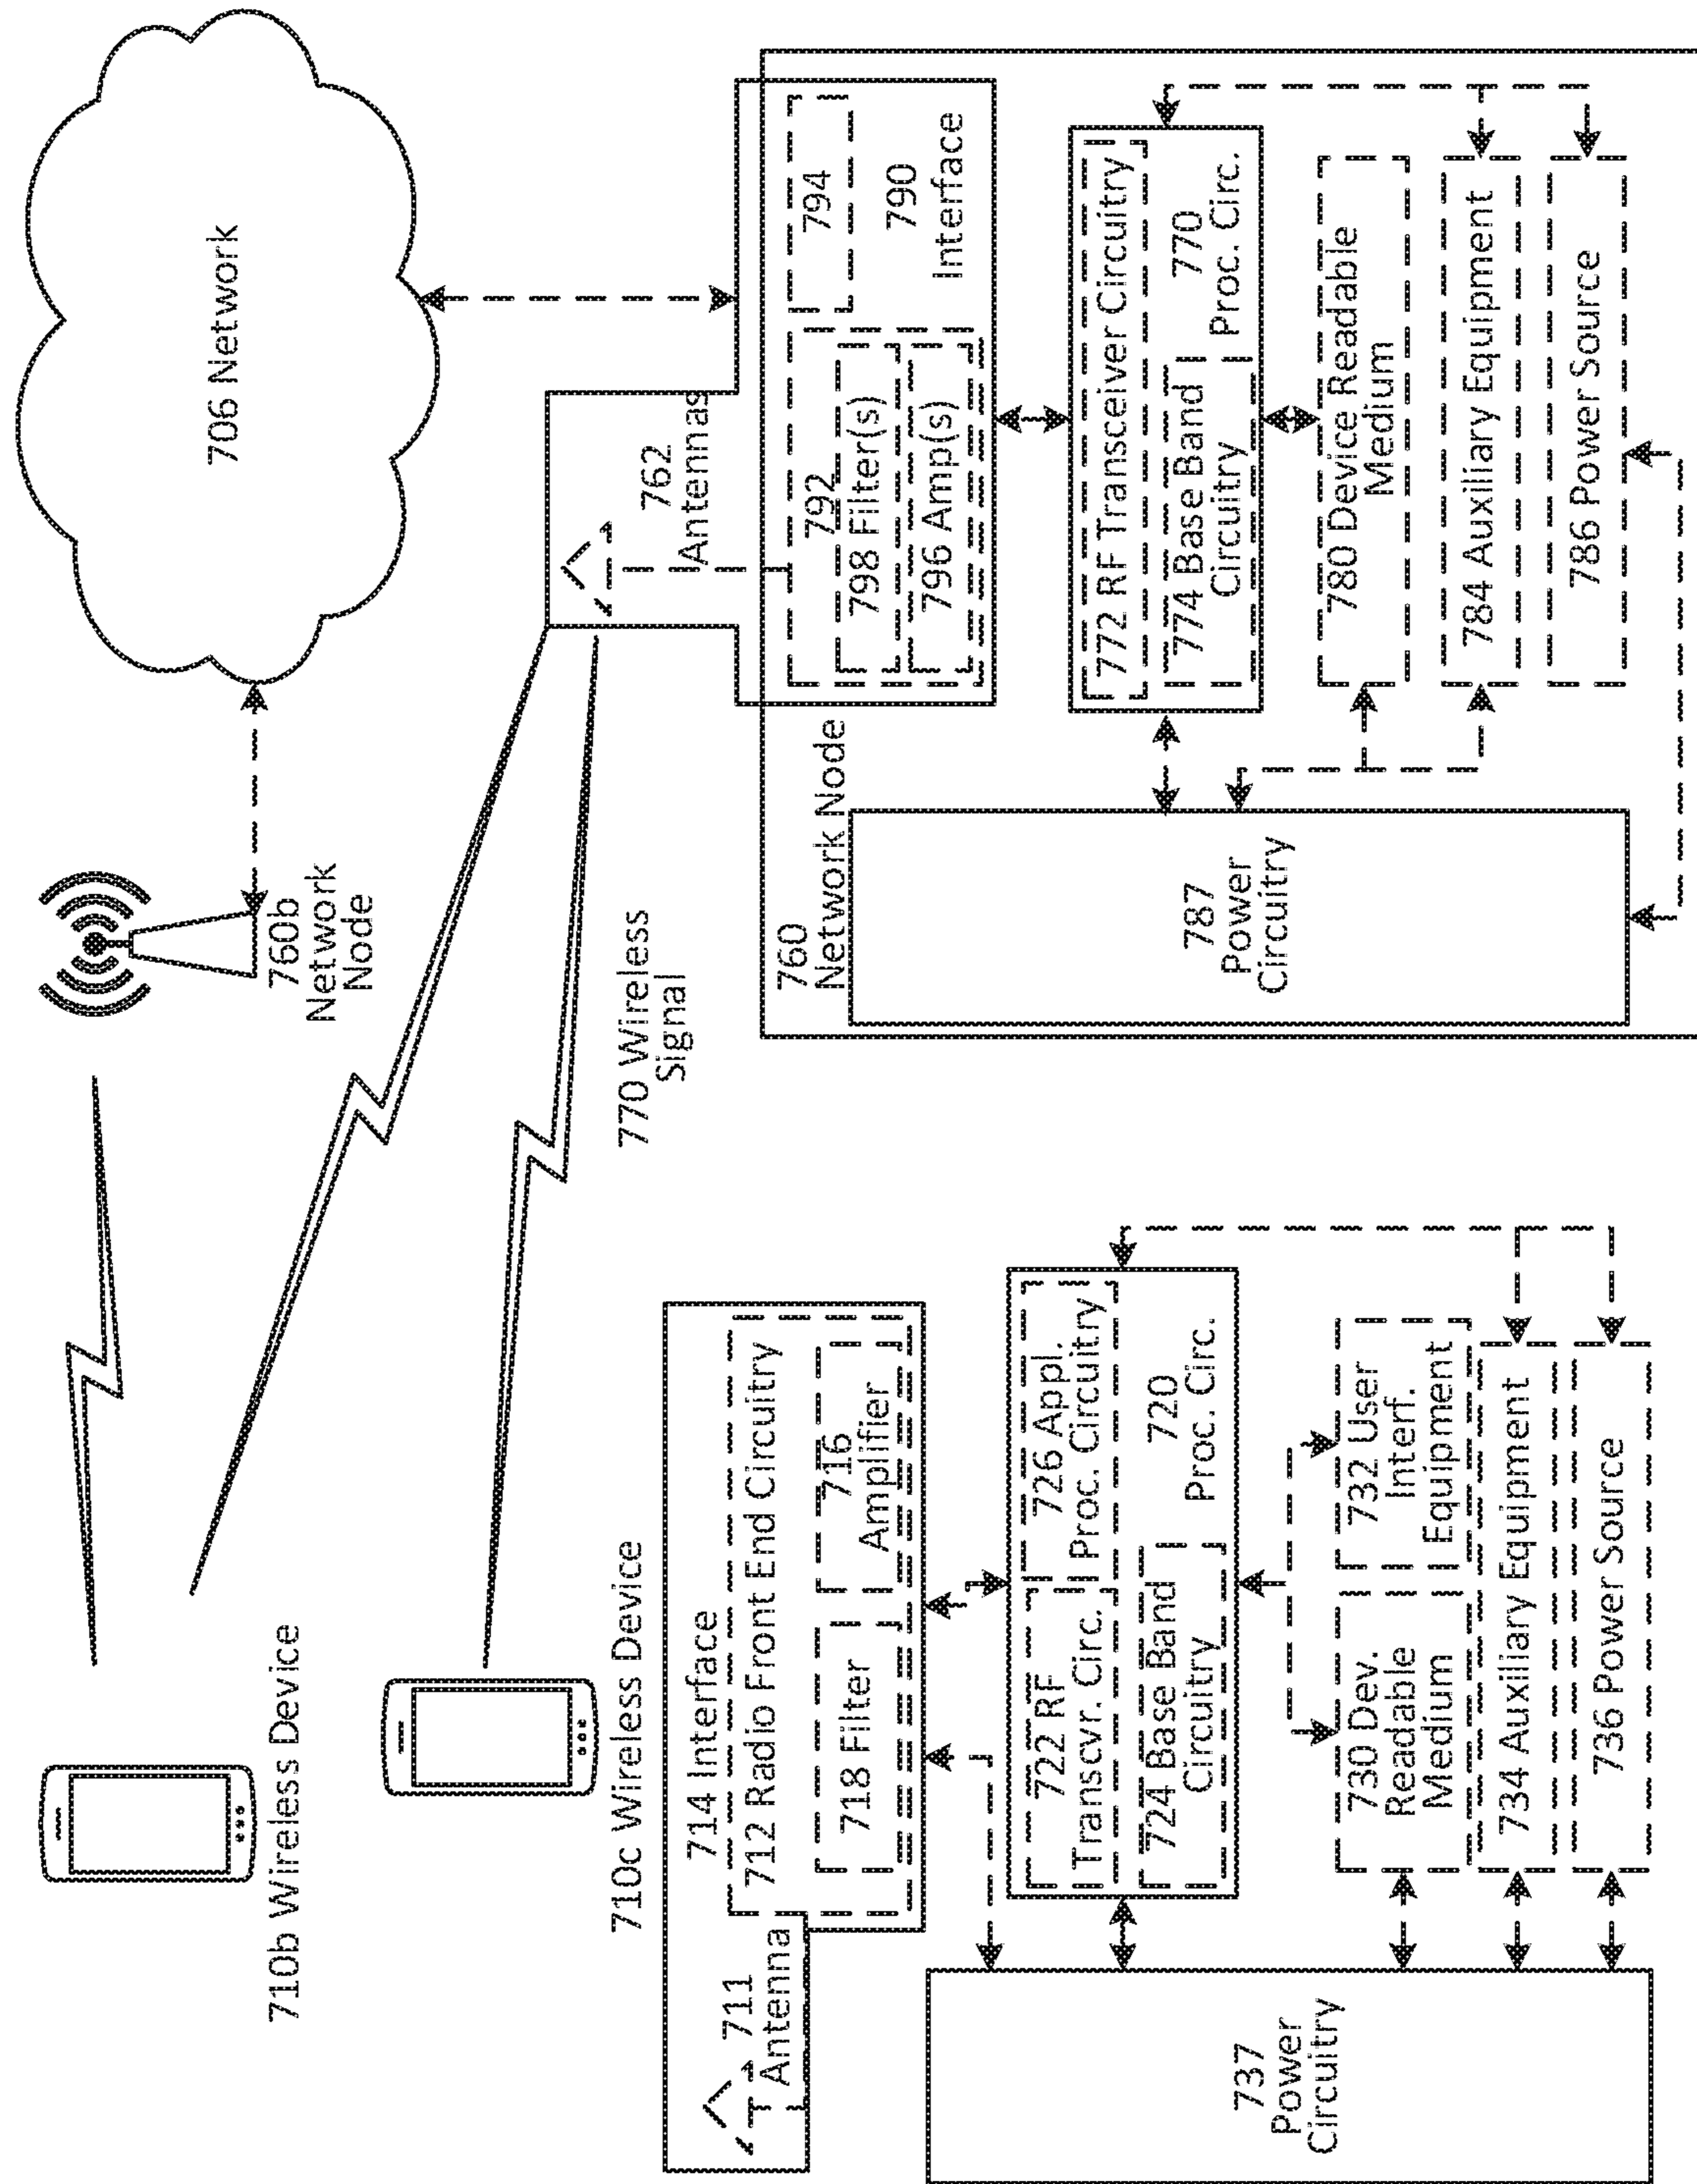 710b Wireless Device
760b
Network
Node
706 Network
710c Wireless Device
770 Wireless
Signal
762
Antennas
711
Antenna
714 Interface
712 Radio Front End Circuitry
718 Filter
716
Amplifier
760
Network Node
792
798 Filter(s)
796 Amp(s)
794
790
Interface
722 RF
Transcvr. Circ.
726 Appl.
Proc. Circuitry
724 Base Band
Circuitry
720
Proc. Circ.
772 RF Transceiver Circuitry
774 Base Band
Circuitry
770
Proc. Circ.
737
Power
Circuitry
730 Dev.
Readable
Medium
732 User
Interf.
Equipment
734 Auxiliary Equipment
736 Power Source
787
Power
Circuitry
780 Device Readable
Medium
784 Auxiliary Equipment
786 Power Source